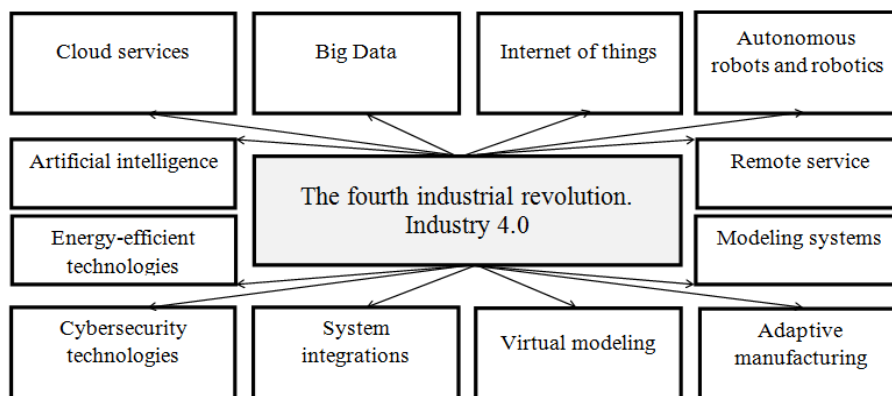 Cloud services
Big Data
Internet of things
Autonomous
robots and robotics
Artificial intelligence
The fourth industrial revolution.
Industry 4.0
Remote service
Energy-efficient
technologies
Modeling systems
Cybersecurity
technologies
System
integrations
Virtual modeling
Adaptive
manufacturing